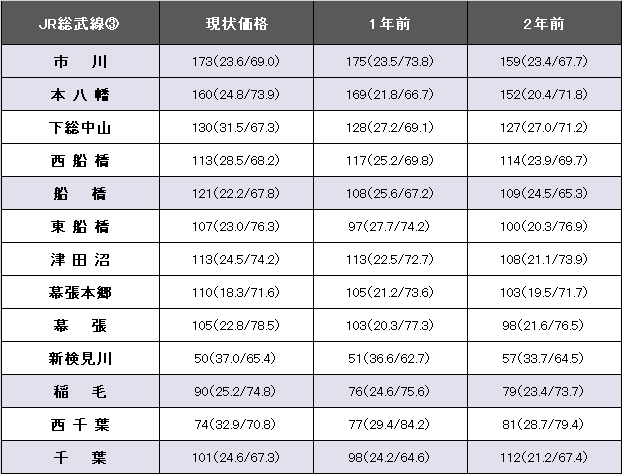 JR総武線③ 現状価格 1年前 2年前
市川 173(23.6/69.0) 175(23.5/73.8) 159(23.4/67.7)
本八幡 160(24.8/73.9) 169(21.8/66.7) 152(20.4/71.8)
下総中山 130(31.5/67.3) 128(27.2/69.1) 127(27.0/71.2)
西船橋 113(28.5/68.2) 117(25.2/69.8) 114(23.9/69.7)
船橋 121(22.2/67.8) 108(25.6/67.2) 109(24.5/65.3)
東船橋 107(23.0/76.3) 97(27.7/74.2) 100(20.3/76.9)
津田沼 113(24.5/74.2) 113(22.5/72.7) 108(21.1/73.9)
幕張本郷 110(18.3/71.6) 105(21.2/73.6) 103(19.5/71.7)
幕張 105(22.8/78.5) 103(20.3/77.3) 98(21.6/76.5)
新検見川 50(37.0/65.4) 51(36.6/62.7) 57(33.7/64.5)
稲毛 90(25.2/74.8) 76(24.6/75.6) 79(23.4/73.7)
西千葉 74(32.9/70.8) 77(29.4/84.2) 81(28.7/79.4)
千葉 101(24.6/67.3) 98(24.2/64.6) 112(21.2/67.4)